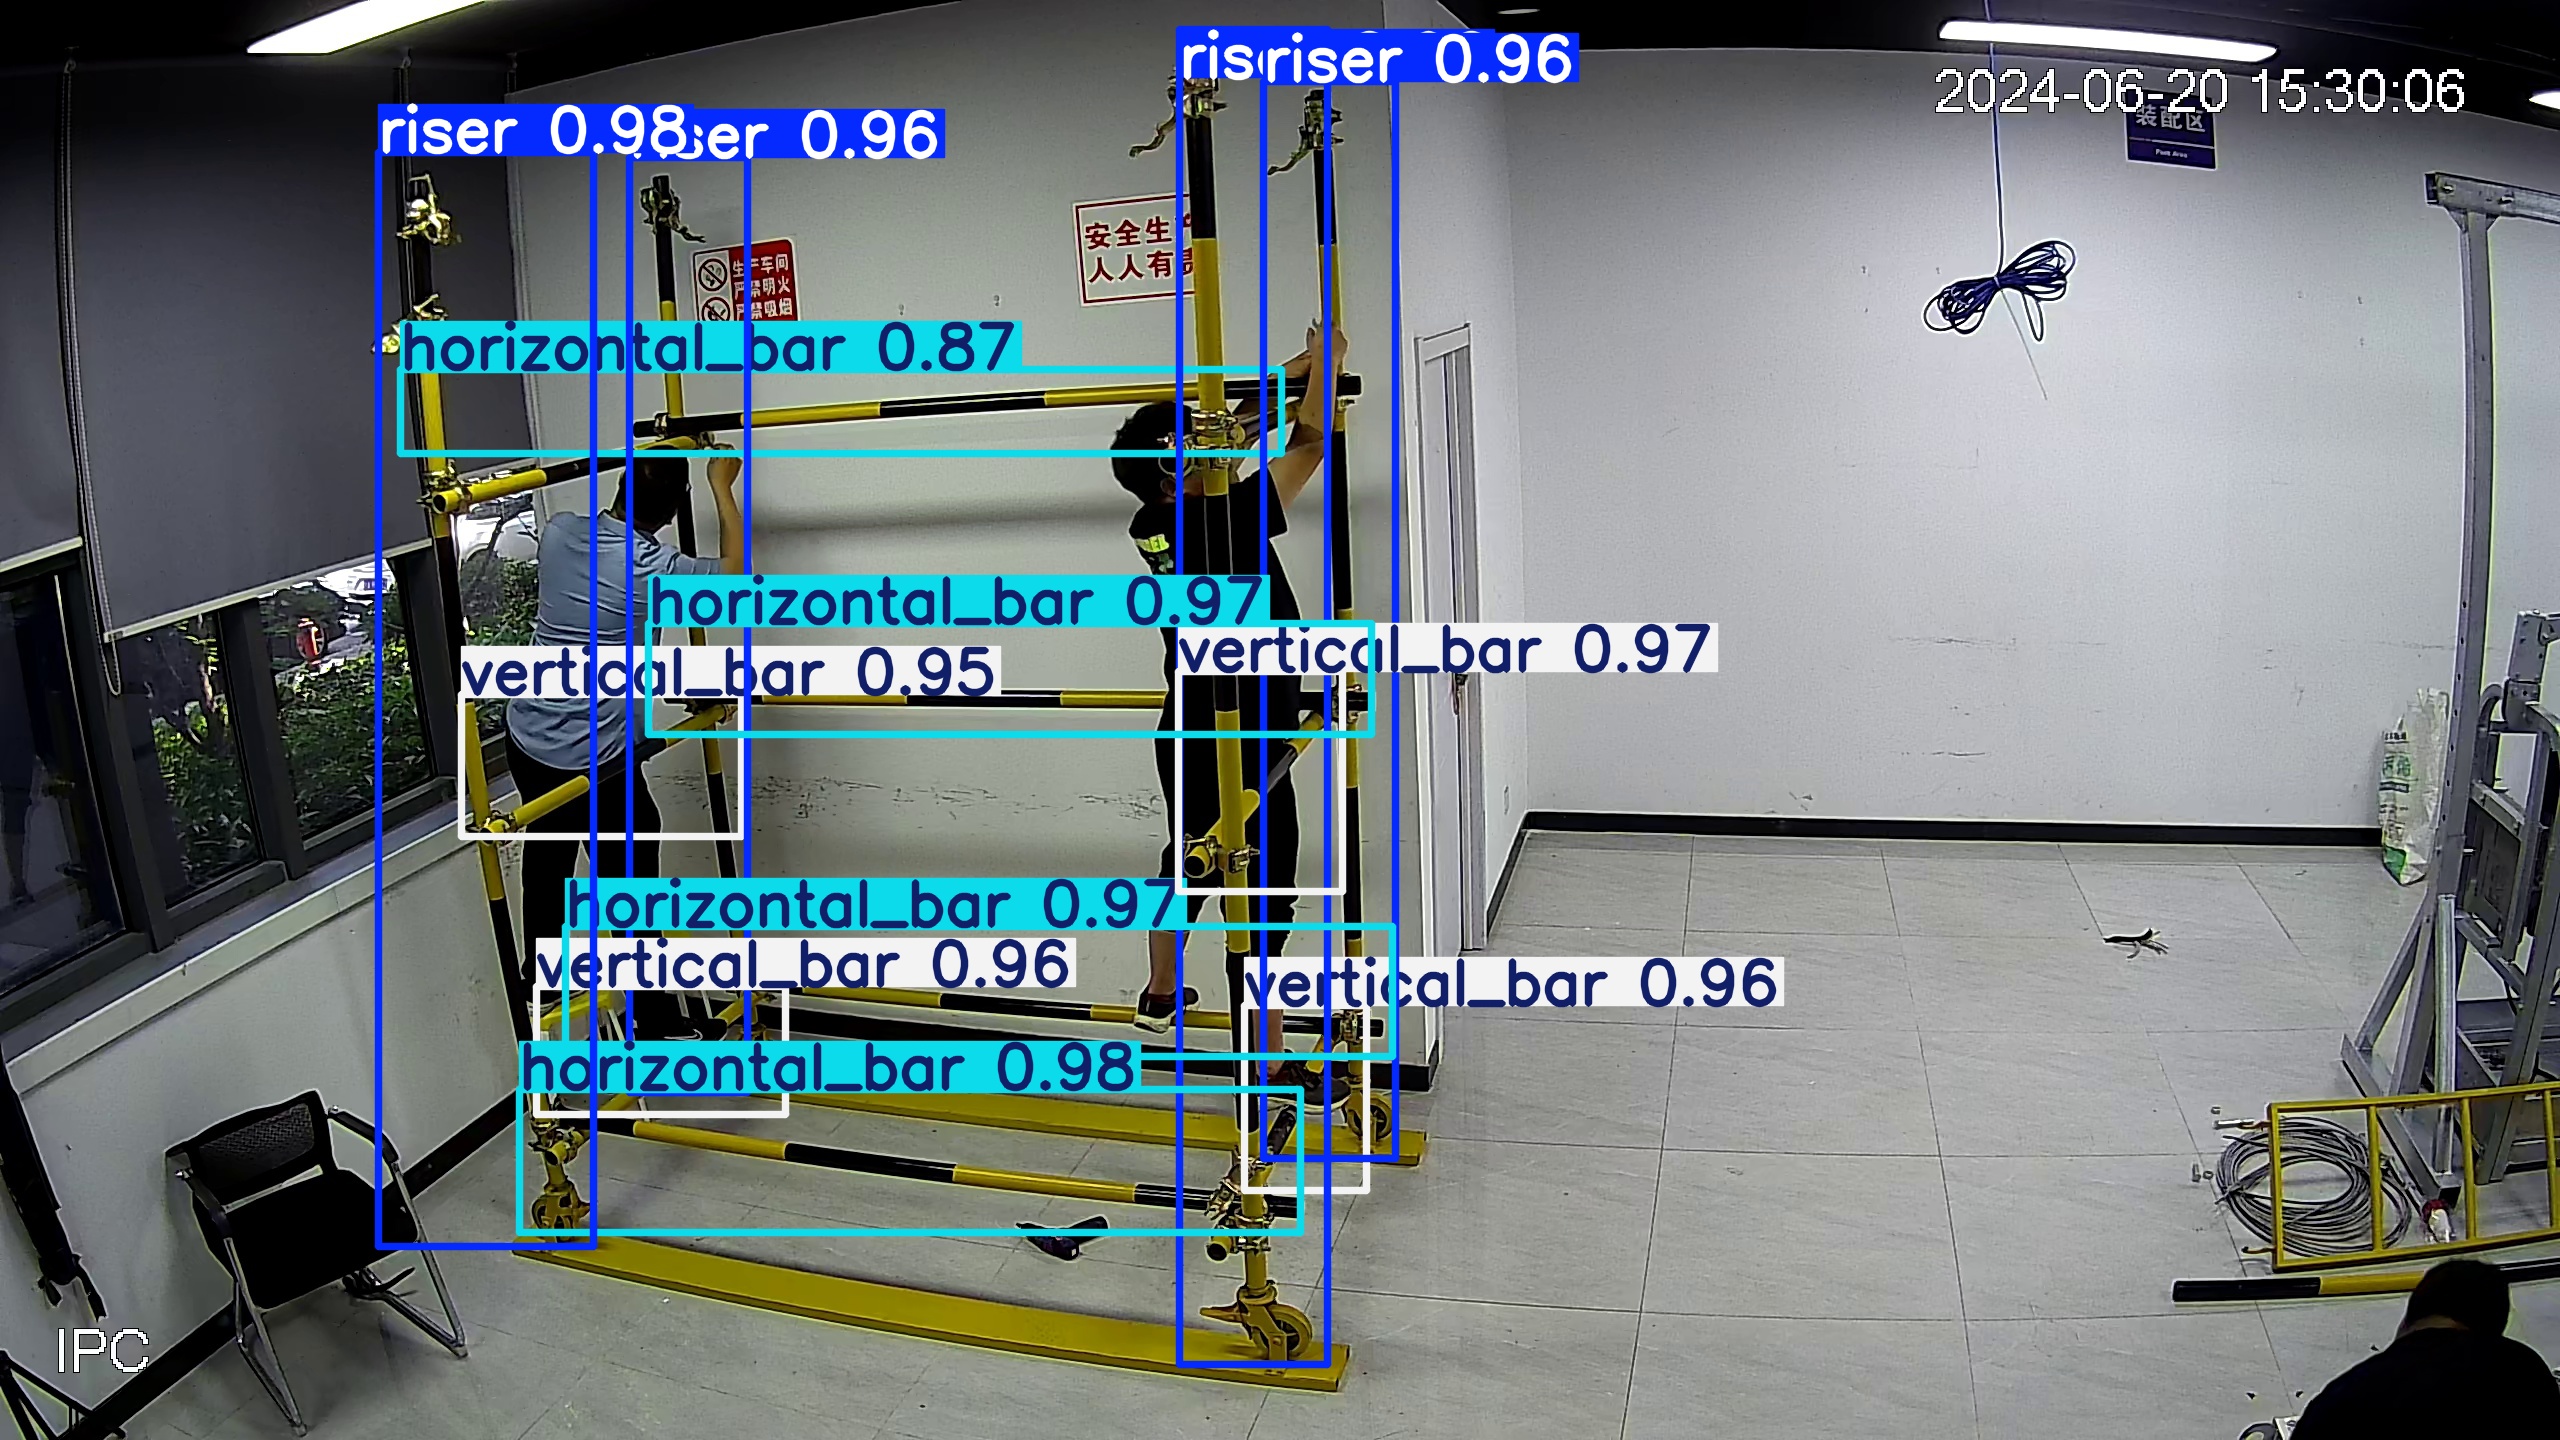 riser 0.96
2024-06-20 15:30:06
装配区
riser 0.98
0.96
安全生
人人有
生产车间
严禁明火
严禁吸烟
horizontal_bar 0.87
horizontal_bar 0.97
vertical_bar 0.97
vertical_bar 0.95
horizontal_bar 0.97
vertical_bar 0.96
vertical_bar 0.96
horizontal_bar 0.98
IPC